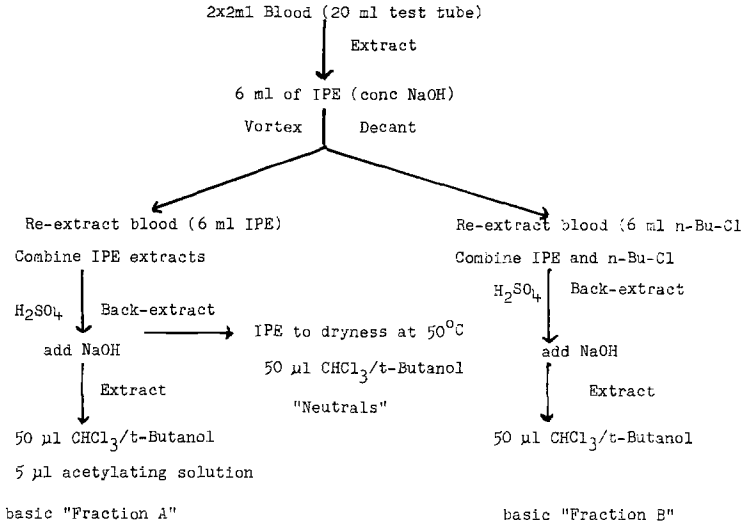 2x2ml Blood (20 ml test tube)
Extract
6 ml of IPE (conc NaOH)
Vortex Decant
Re-extract blood (6 ml IPE)
Combine IPE extracts
H₂SO₄ Back-extract
add NaOH
Extract
50 µl CHCl₃/t-Butanol
5 µl acetylating solution
basic "Fraction A"
IPE to dryness at 50°C
50 µl CHCl₃/t-Butanol
"Neutrals"
Re-extract blood (6 ml n-Bu-Cl
Combine IPE and n-Bu-Cl
H₂SO₄ Back-extract
add NaOH
Extract
50 µl CHCl₃/t-Butanol
basic "Fraction B"